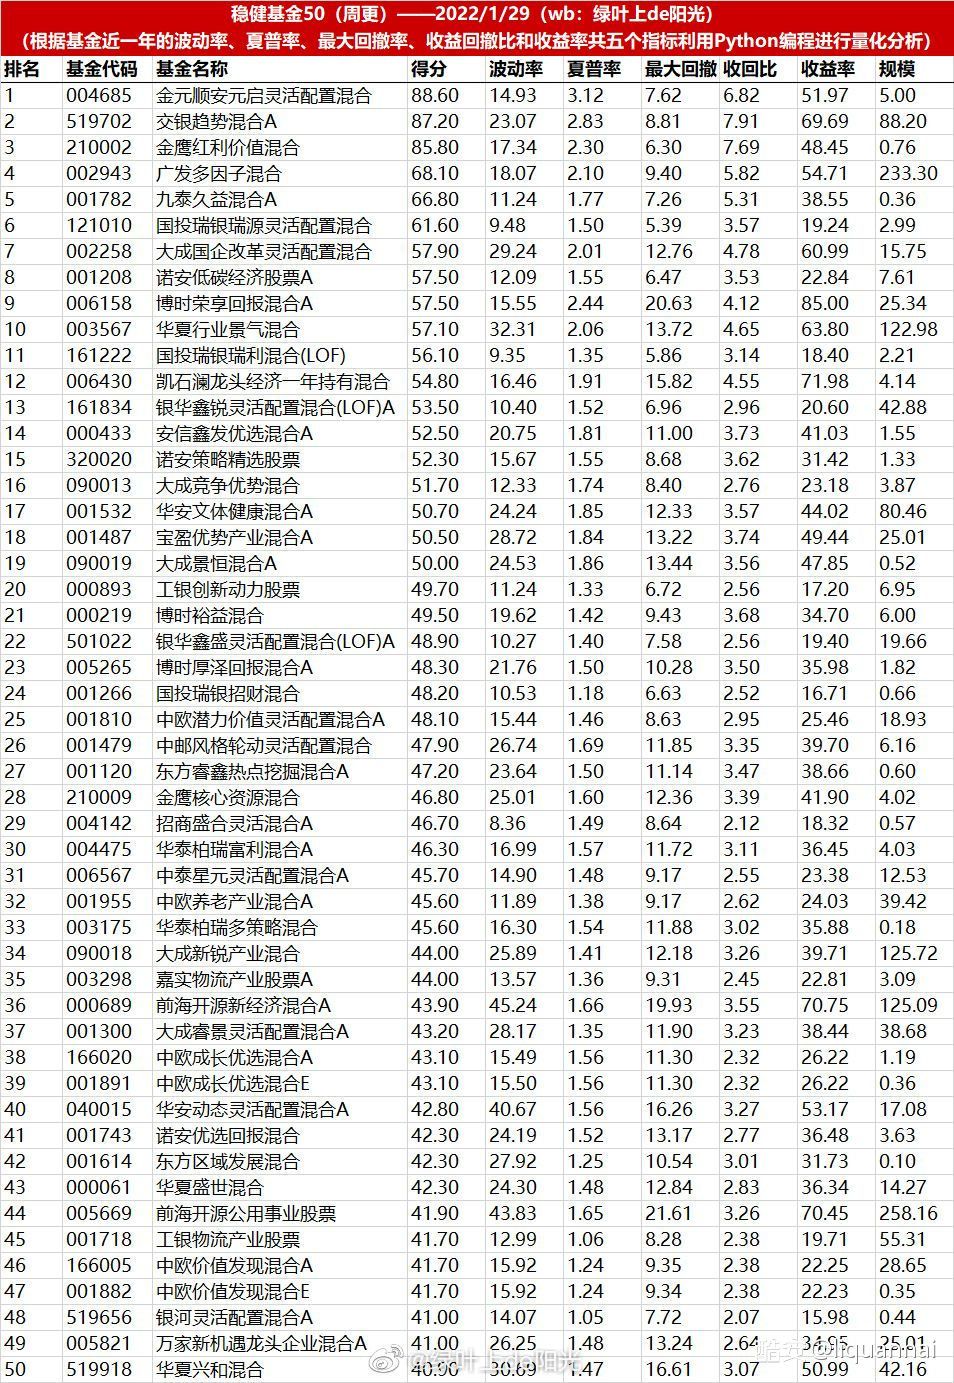 稳健基金50（周更）——2022/1/29（wb：绿叶上de阳光）
（根据基金近一年的波动率、夏普率、最大回撤率、收益回撤比和收益率共五个指标利用Python编程进行量化分析）
排名 基金代码 基金名称 得分 波动率 夏普率 最大回撤 收回比 收益率 规模
1 004685 金元顺安元启灵活配置混合 88.60 14.93 3.12 7.62 6.82 51.97 5.00
2 519702 交银趋势混合A 87.20 23.07 2.83 8.81 7.91 69.69 88.20
3 210002 金鹰红利价值混合 85.80 17.34 2.30 6.30 7.69 48.45 0.76
4 002943 广发多因子混合 68.10 18.07 2.10 9.40 5.82 54.71 233.30
5 001782 九泰久益混合A 66.80 11.24 1.77 7.26 5.31 38.55 0.36
6 121010 国投瑞银瑞源灵活配置混合 61.60 9.48 1.50 5.39 3.57 19.24 2.99
7 002258 大成国企改革灵活配置混合 57.90 29.24 2.01 12.76 4.78 60.99 15.75
8 001208 诺安低碳经济股票A 57.50 12.09 1.55 6.47 3.53 22.84 7.61
9 006158 博时荣享回报混合A 57.50 15.55 2.44 20.63 4.12 85.00 25.34
10 003567 华夏行业景气混合 57.10 32.31 2.06 13.72 4.65 63.80 122.98
11 161222 国投瑞银瑞利混合(LOF) 56.10 9.35 1.35 5.86 3.14 18.40 2.21
12 006430 凯石澜龙头经济一年持有混合 54.80 16.46 1.91 15.82 4.55 71.98 4.14
13 161834 银华鑫锐灵活配置混合(LOF)A 53.50 10.40 1.52 6.96 2.96 20.60 42.88
14 000433 安信鑫发优选混合A 52.50 20.75 1.81 11.00 3.73 41.03 1.55
15 320020 诺安策略精选股票 52.30 15.67 1.55 8.68 3.62 31.42 1.33
16 090013 大成竞争优势混合 51.70 12.33 1.74 8.40 2.76 23.18 3.87
17 001532 华安文体健康混合A 50.70 24.24 1.85 12.33 3.57 44.02 80.46
18 001487 宝盈优势产业混合A 50.50 28.72 1.84 13.22 3.74 49.44 25.01
19 090019 大成景恒混合A 50.00 24.53 1.86 13.44 3.56 47.85 0.52
20 000893 工银创新动力股票 49.70 11.24 1.33 6.72 2.56 17.20 6.95
21 000219 博时裕益混合 49.50 19.62 1.42 9.43 3.68 34.70 6.00
22 501022 银华鑫盛灵活配置混合(LOF)A 48.90 10.27 1.40 7.58 2.56 19.40 19.66
23 005265 博时厚泽回报混合A 48.30 21.76 1.50 10.28 3.50 35.98 1.82
24 001266 国投瑞银招财混合 48.20 10.53 1.18 6.63 2.52 16.71 0.66
25 001810 中欧潜力价值灵活配置混合A 48.10 15.44 1.46 8.63 2.95 25.46 18.93
26 001479 中邮风格轮动灵活配置混合 47.90 26.74 1.69 11.85 3.35 39.70 6.16
27 001120 东方睿鑫热点挖掘混合A 47.20 23.64 1.50 11.14 3.47 38.66 0.60
28 210009 金鹰核心资源混合 46.80 25.01 1.60 12.36 3.39 41.90 4.02
29 004142 招商盛合灵活混合A 46.70 8.36 1.49 8.64 2.12 18.32 0.57
30 004475 华泰柏瑞富利混合A 46.30 16.99 1.57 11.72 3.11 36.45 4.03
31 006567 中泰星元灵活配置混合A 45.70 14.90 1.48 9.17 2.55 23.38 12.53
32 001955 中欧养老产业混合A 45.60 11.89 1.38 9.17 2.62 24.03 39.42
33 003175 华泰柏瑞多策略混合 45.60 16.30 1.54 11.88 3.02 35.88 0.18
34 090018 大成新锐产业混合 44.00 25.89 1.41 12.18 3.26 39.71 125.72
35 003298 嘉实物流产业股票A 44.00 13.57 1.36 9.31 2.45 22.81 3.09
36 000689 前海开源新经济混合A 43.90 45.24 1.66 19.93 3.55 70.75 125.09
37 001300 大成睿景灵活配置混合A 43.20 28.17 1.35 11.90 3.23 38.44 38.68
38 166020 中欧成长优选混合A 43.10 15.49 1.56 11.30 2.32 26.22 1.19
39 001891 中欧成长优选混合E 43.10 15.50 1.56 11.30 2.32 26.22 0.36
40 040015 华安动态灵活配置混合A 42.80 40.67 1.56 16.26 3.27 53.17 17.08
41 001743 诺安优选回报混合 42.30 24.19 1.52 13.17 2.77 36.48 3.63
42 001614 东方区域发展混合 42.30 27.92 1.25 10.54 3.01 31.73 0.10
43 000061 华夏盛世混合 42.30 24.30 1.48 12.84 2.83 36.34 14.27
44 005669 前海开源公用事业股票 41.90 43.83 1.65 21.61 3.26 70.45 258.16
45 001718 工银物流产业股票 41.70 12.99 1.06 8.28 2.38 19.71 55.31
46 166005 中欧价值发现混合A 41.70 15.92 1.24 9.35 2.38 22.25 28.65
47 001882 中欧价值发现混合E 41.70 15.92 1.24 9.34 2.38 22.23 0.35
48 519656 银河灵活配置混合A 41.00 14.07 1.05 7.72 2.07 15.98 0.44
49 005821 万家新机遇龙头企业混合A 41.00 26.25 1.48 13.24 2.64 34.95 25.01
50 519918 华夏兴和混合 40.90 30.69 1.47 16.61 3.07 50.99 42.16
@绿叶上de阳光
酷安 @liquanhai